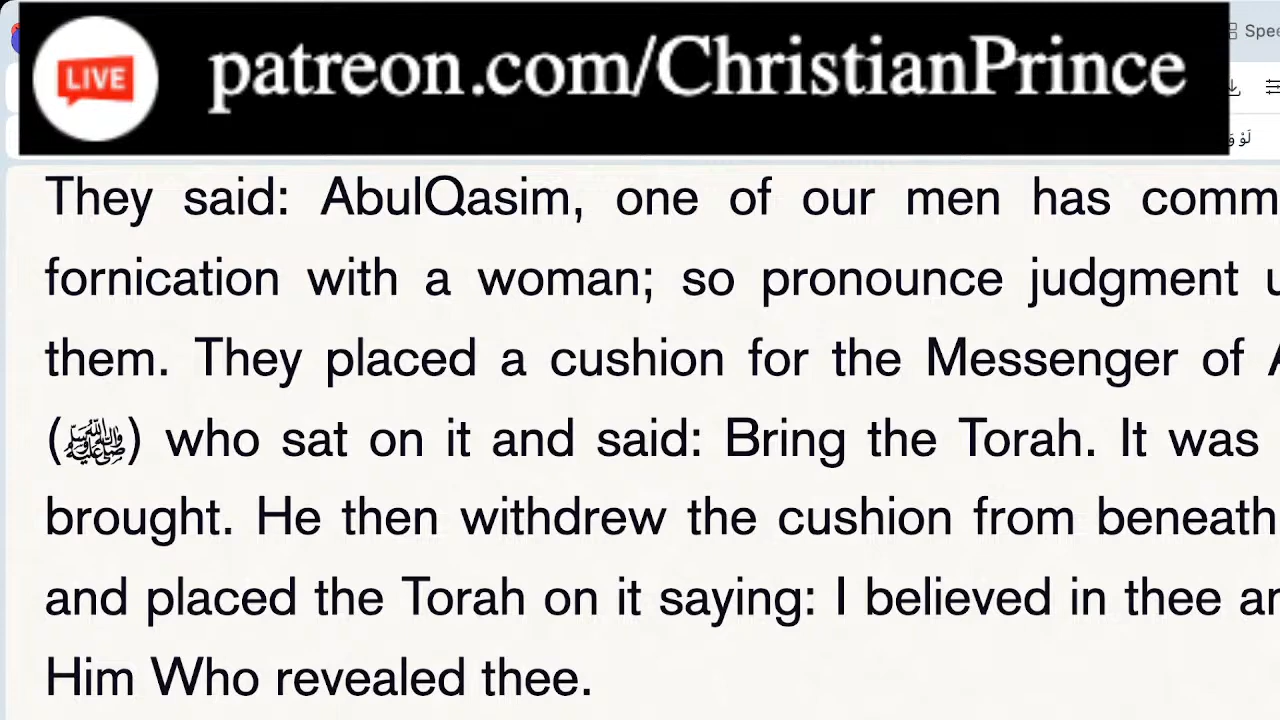 LIVE
patreon.com/ChristianPrince
They said: AbulQasim, one of our men has comm
fornication with a woman; so pronounce judgment u
them. They placed a cushion for the Messenger of A
(ﷺ) who sat on it and said: Bring the Torah. It was
brought. He then withdrew the cushion from beneath
and placed the Torah on it saying: I believed in thee an
Him Who revealed thee.